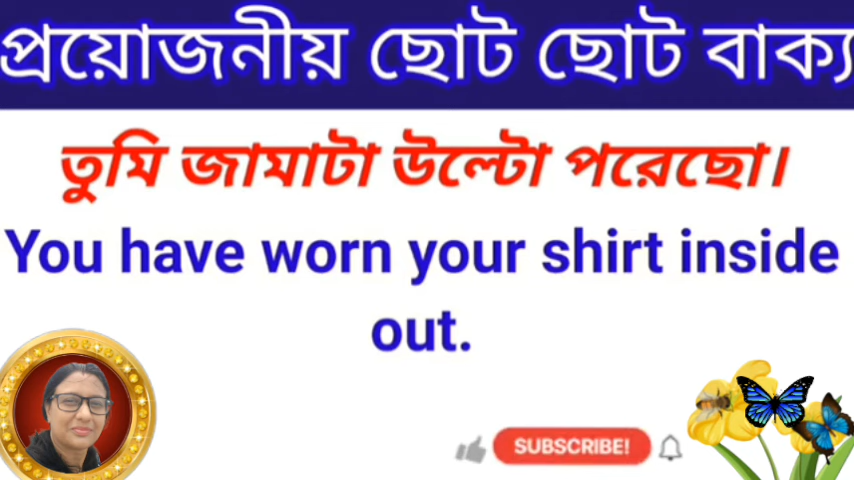 প্রয়োজনীয় ছোট ছোট বাক্য
তুমি জামাটা উল্টো পরেছো।
You have worn your shirt inside
out.
SUBSCRIBE!